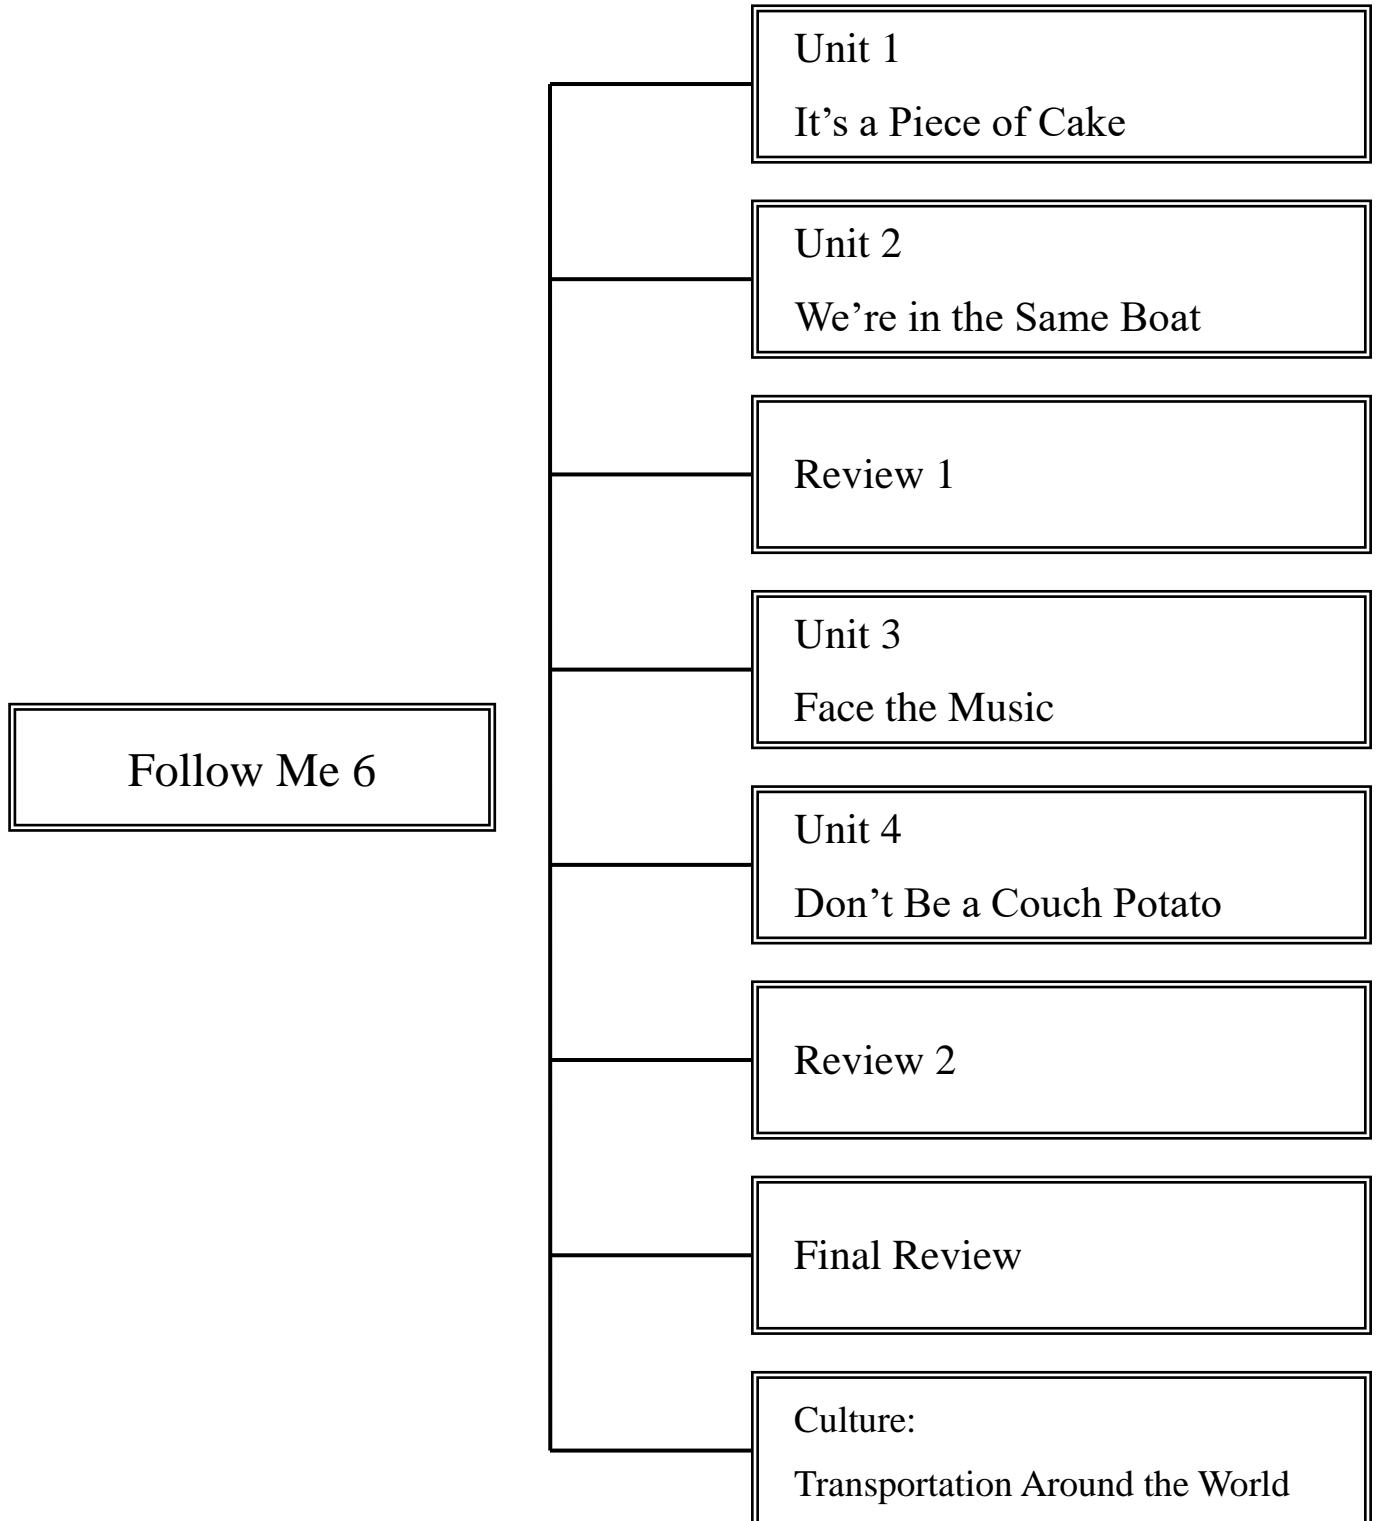 Follow Me 6
Unit 1
It’s a Piece of Cake
Unit 2
We’re in the Same Boat
Review 1
Unit 3
Face the Music
Unit 4
Don’t Be a Couch Potato
Review 2
Final Review
Culture:
Transportation Around the World